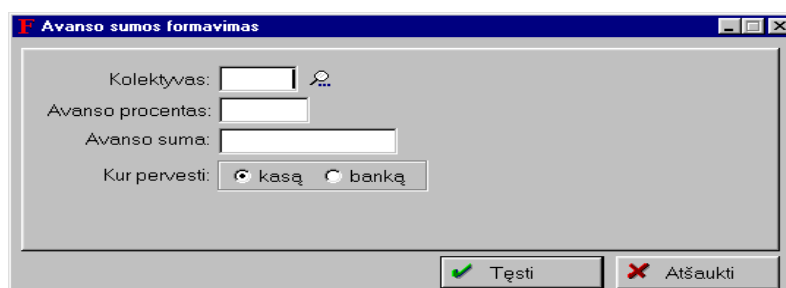 F Avanso sumos formavimas
Kolektyvas:
Avanso procentas:
Avanso suma:
Kur pervesti: kasą banką
Tęsti Atšaukti